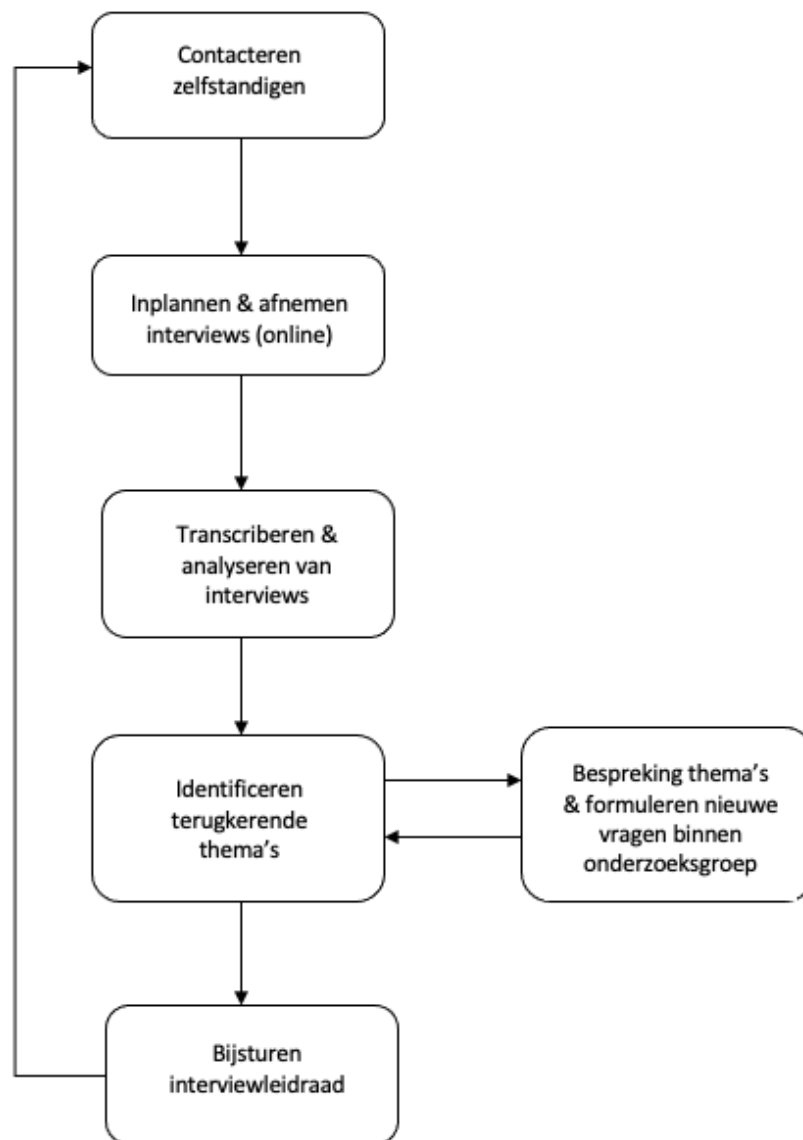 Contacteren
zelfstandigen
Inplannen & afnemen
interviews (online)
Transcriberen &
analyseren van
interviews
Identificeren
terugkerende
thema’s
Bespreking thema’s
& formuleren nieuwe
vragen binnen
onderzoeksgroep
Bijsturen
interviewleidraad